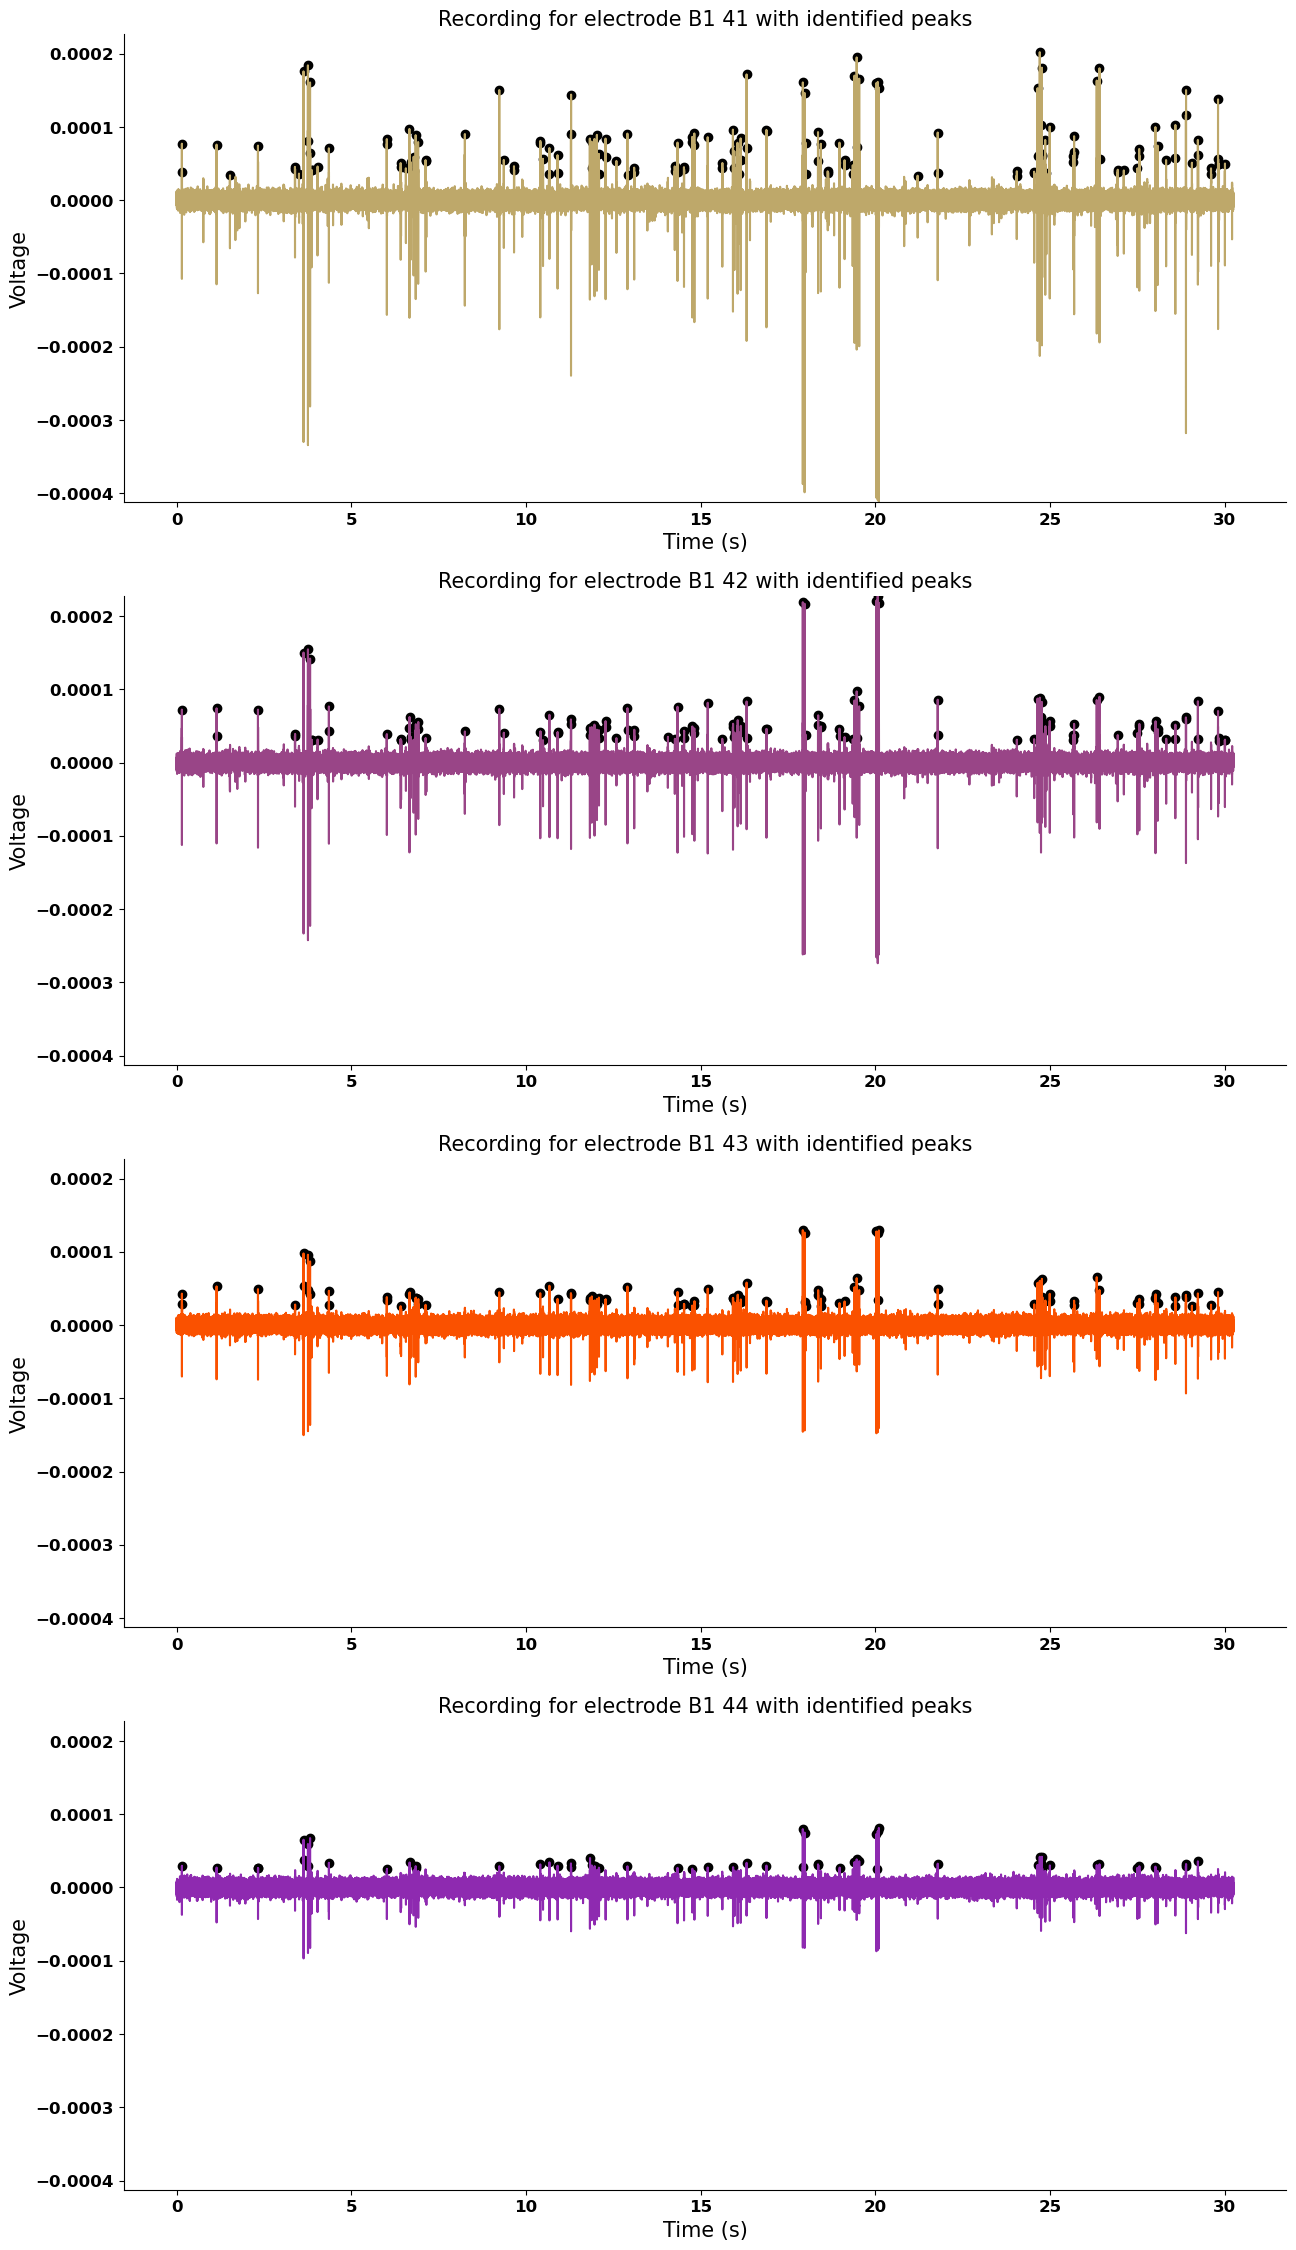 Recording for electrode B1 41 with identified peaks
0.0002
0.0001
0.0000
−0.0001
−0.0002
−0.0003
−0.0004
Voltage
0 5 10 15 20 25 30
Time (s)
Recording for electrode B1 42 with identified peaks
0.0002
0.0001
0.0000
−0.0001
−0.0002
−0.0003
−0.0004
Voltage
0 5 10 15 20 25 30
Time (s)
Recording for electrode B1 43 with identified peaks
0.0002
0.0001
0.0000
−0.0001
−0.0002
−0.0003
−0.0004
Voltage
0 5 10 15 20 25 30
Time (s)
Recording for electrode B1 44 with identified peaks
0.0002
0.0001
0.0000
−0.0001
−0.0002
−0.0003
−0.0004
Voltage
0 5 10 15 20 25 30
Time (s)